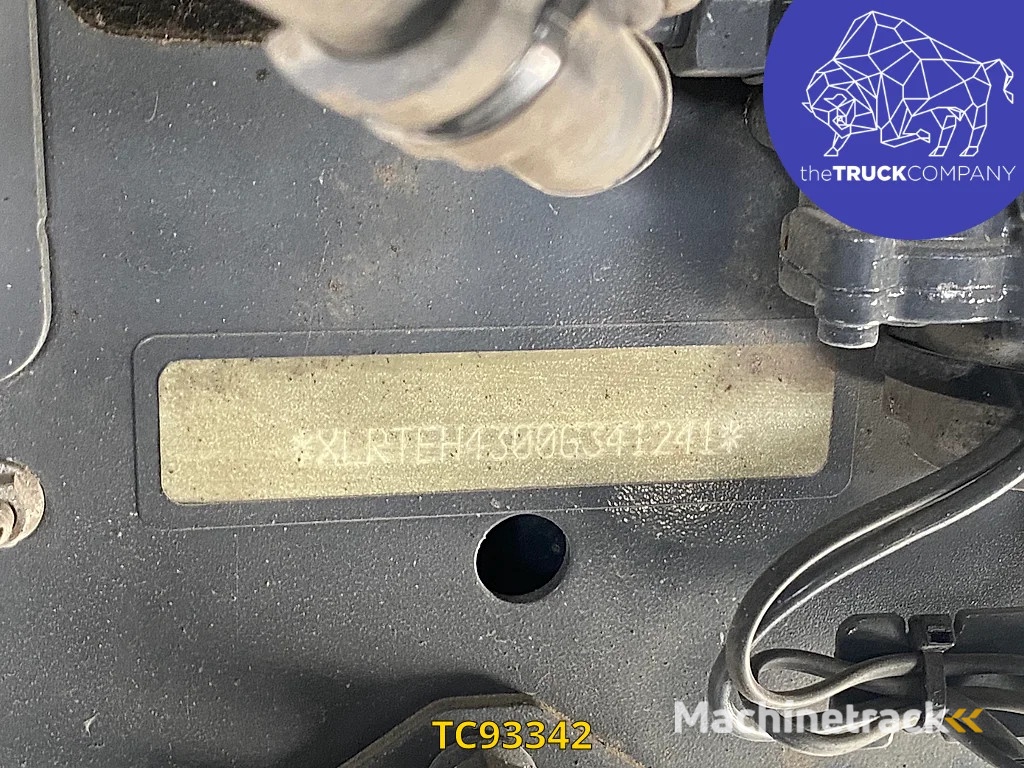 theTRUCKCOMPANY
*XLRTEH4300G341241*
TC93342
Machinetrack